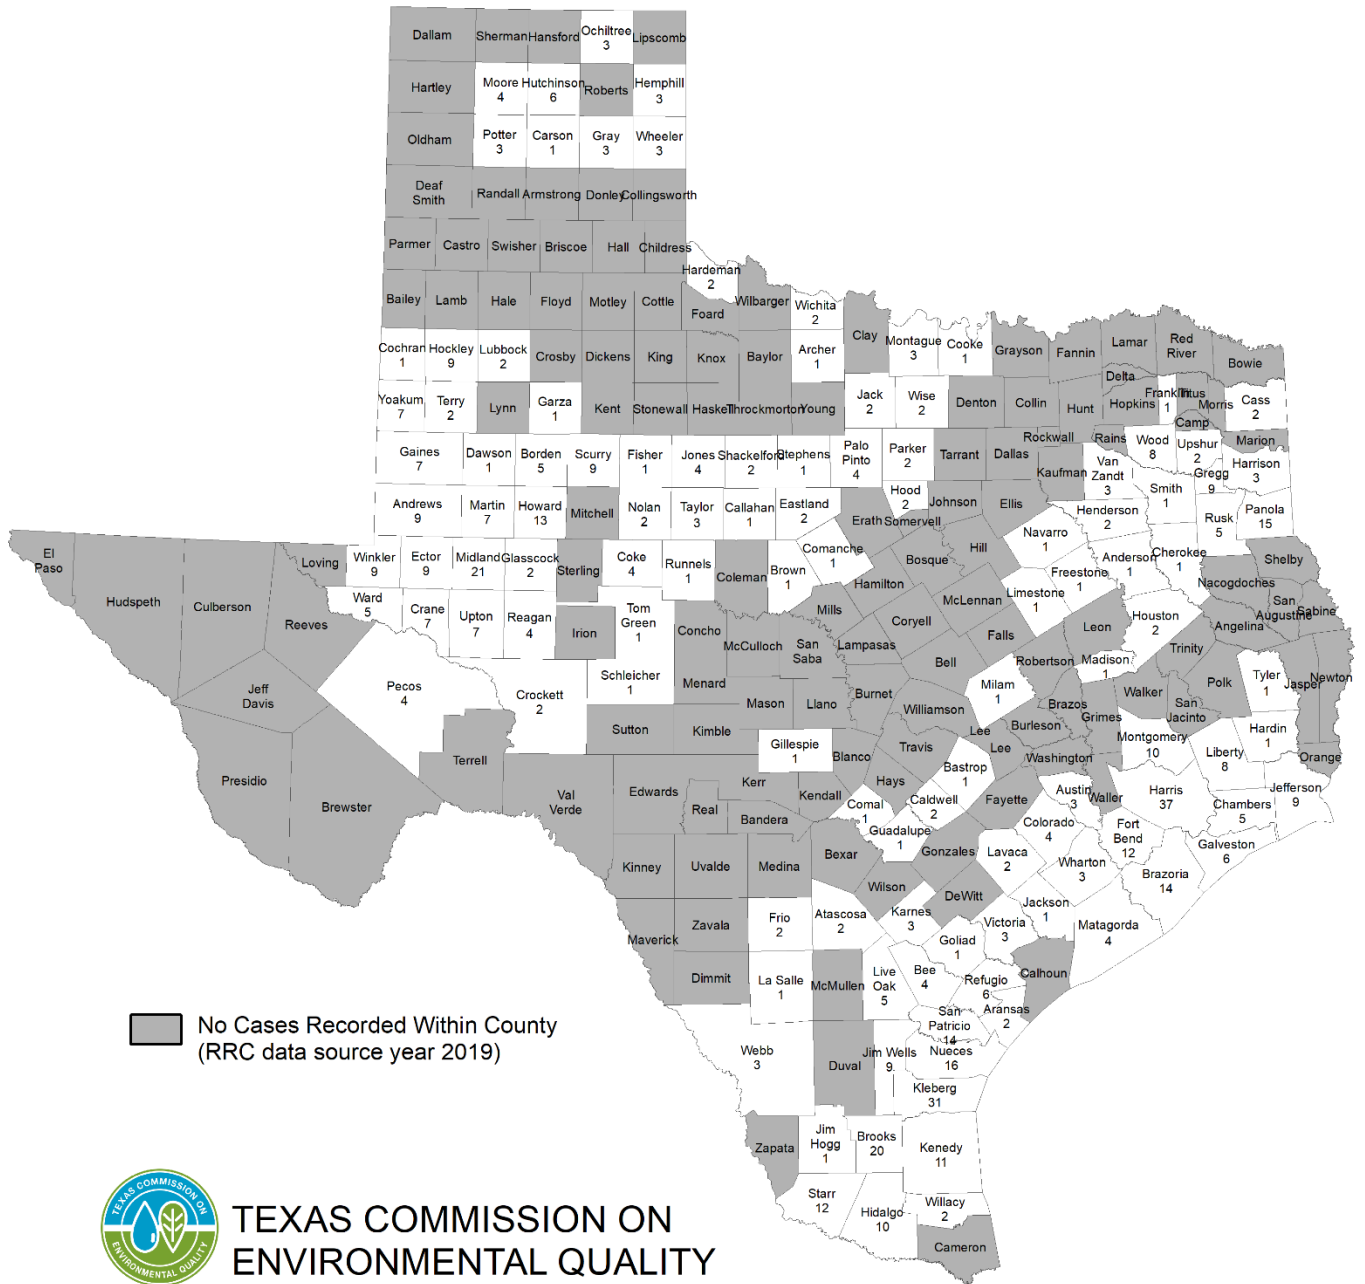 Dallam
Sherman
Hansford
Ochiltree
3
Lipscomb
Hartley
Moore
4
Hutchinson
6
Roberts
Hemphill
3
Oldham
Potter
3
Carson
1
Gray
3
Wheeler
3
Deaf
Smith
Randall
Armstrong
Donley
Collingsworth
Parmer
Castro
Swisher
Briscoe
Hall
Childress
Hardeman
2
Bailey
Lamb
Hale
Floyd
Motley
Cottle
Foard
Wilbarger
Wichita
2
Cochran
1
Hockley
9
Lubbock
2
Crosby
Dickens
King
Knox
Baylor
Archer
1
Clay
Montague
3
Cooke
1
Grayson
Fannin
Lamar
Red
River
Bowie
Yoakum
7
Terry
2
Lynn
Garza
1
Kent
Stonewall
Haskell
Throckmorton
Young
Jack
2
Wise
2
Denton
Collin
Hunt
Delta
Hopkins
Franklin
1
Titus
Morris
Cass
2
Camp
Gaines
7
Dawson
1
Borden
5
Scurry
9
Fisher
1
Jones
4
Shackelford
2
Stephens
1
Palo
Pinto
4
Parker
2
Tarrant
Dallas
Rockwall
Kaufman
Rains
Van
Zandt
3
Wood
8
Upshur
2
Gregg
9
Marion
Harrison
3
Andrews
9
Martin
7
Howard
13
Mitchell
Nolan
2
Taylor
3
Callahan
1
Eastland
2
Erath
Hood
2
Somervell
Johnson
Ellis
Henderson
2
Smith
1
Rusk
5
Panola
15
El
Paso
Hudspeth
Culberson
Reeves
Loving
Winkler
9
Ector
9
Midland
21
Glasscock
2
Sterling
Coke
4
Runnels
1
Coleman
Brown
1
Comanche
1
Hamilton
Bosque
Hill
Navarro
1
Freestone
1
Anderson
1
Cherokee
1
Nacogdoches
Shelby
San
Augustine
Sabine
Ward
5
Crane
7
Upton
7
Reagan
4
Irion
Tom
Green
1
Concho
McCulloch
San
Saba
Mills
Lampasas
Coryell
McLennan
Limestone
1
Falls
Leon
Houston
2
Angelina
Trinity
Jeff
Davis
Pecos
4
Crockett
2
Schleicher
1
Menard
Mason
Llano
Burnet
Bell
Milam
1
Robertson
Madison
1
Walker
San
Jacinto
Polk
Tyler
1
Jasper
Newton
Presidio
Brewster
Terrell
Val
Verde
Sutton
Kimble
Gillespie
1
Blanco
Williamson
Travis
Lee
Lee
Burleson
Brazos
Grimes
Washington
Montgomery
10
Liberty
8
Hardin
1
Orange
Edwards
Real
Kerr
Bandera
Kendall
Comal
1
Hays
Caldwell
2
Bastrop
1
Fayette
Austin
3
Waller
Harris
37
Chambers
5
Jefferson
9
Kinney
Uvalde
Medina
Bexar
Guadalupe
1
Gonzales
Lavaca
2
Colorado
4
Wharton
3
Fort
Bend
12
Brazoria
14
Galveston
6
Maverick
Zavala
Frio
2
Atascosa
2
Wilson
Karnes
3
DeWitt
Goliad
1
Victoria
3
Jackson
1
Matagorda
4
Dimmit
La Salle
1
McMullen
Live
Oak
5
Bee
4
Refugio
6
Calhoun
San
Patricio
14
Aransas
2
Webb
3
Duval
Jim Wells
9
Nueces
16
Kleberg
31
Zapata
Jim
Hogg
1
Brooks
20
Kenedy
11
Starr
12
Hidalgo
10
Willacy
2
Cameron
No Cases Recorded Within County
(RRC data source year 2019)
TEXAS COMMISSION ON
ENVIRONMENTAL QUALITY
TEXAS COMMISSION ON
ENVIRONMENTAL QUALITY